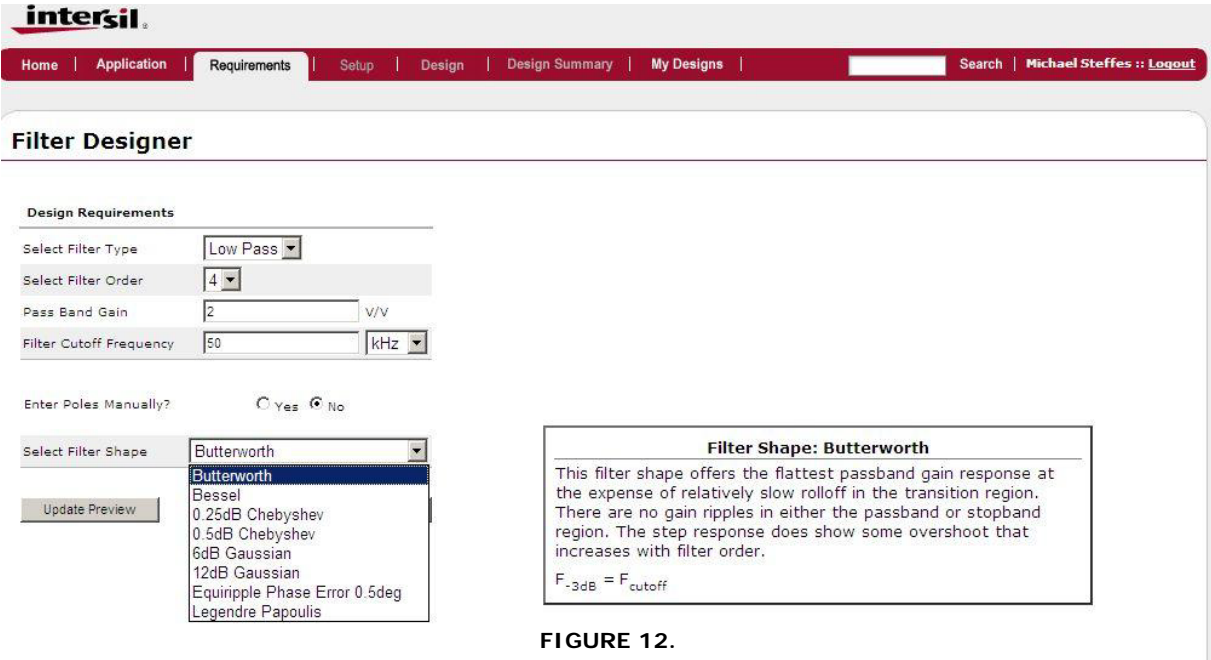 intersil®
Home | Application | Requirements | Setup | Design | Design Summary | My Designs | Search | Michael Steffes :: Logout
Filter Designer
Design Requirements
Select Filter Type Low Pass
Select Filter Order 4
Pass Band Gain 2 V/V
Filter Cutoff Frequency 50 kHz
Enter Poles Manually? Yes No
Select Filter Shape Butterworth
Butterworth
Bessel
0.25dB Chebyshev
0.5dB Chebyshev
6dB Gaussian
12dB Gaussian
Equiripple Phase Error 0.5deg
Legendre Papoulis
Update Preview
Filter Shape: Butterworth
This filter shape offers the flattest passband gain response at
the expense of relatively slow rolloff in the transition region.
There are no gain ripples in either the passband or stopband
region. The step response does show some overshoot that
increases with filter order.
F-3dB = Fcutoff
FIGURE 12.